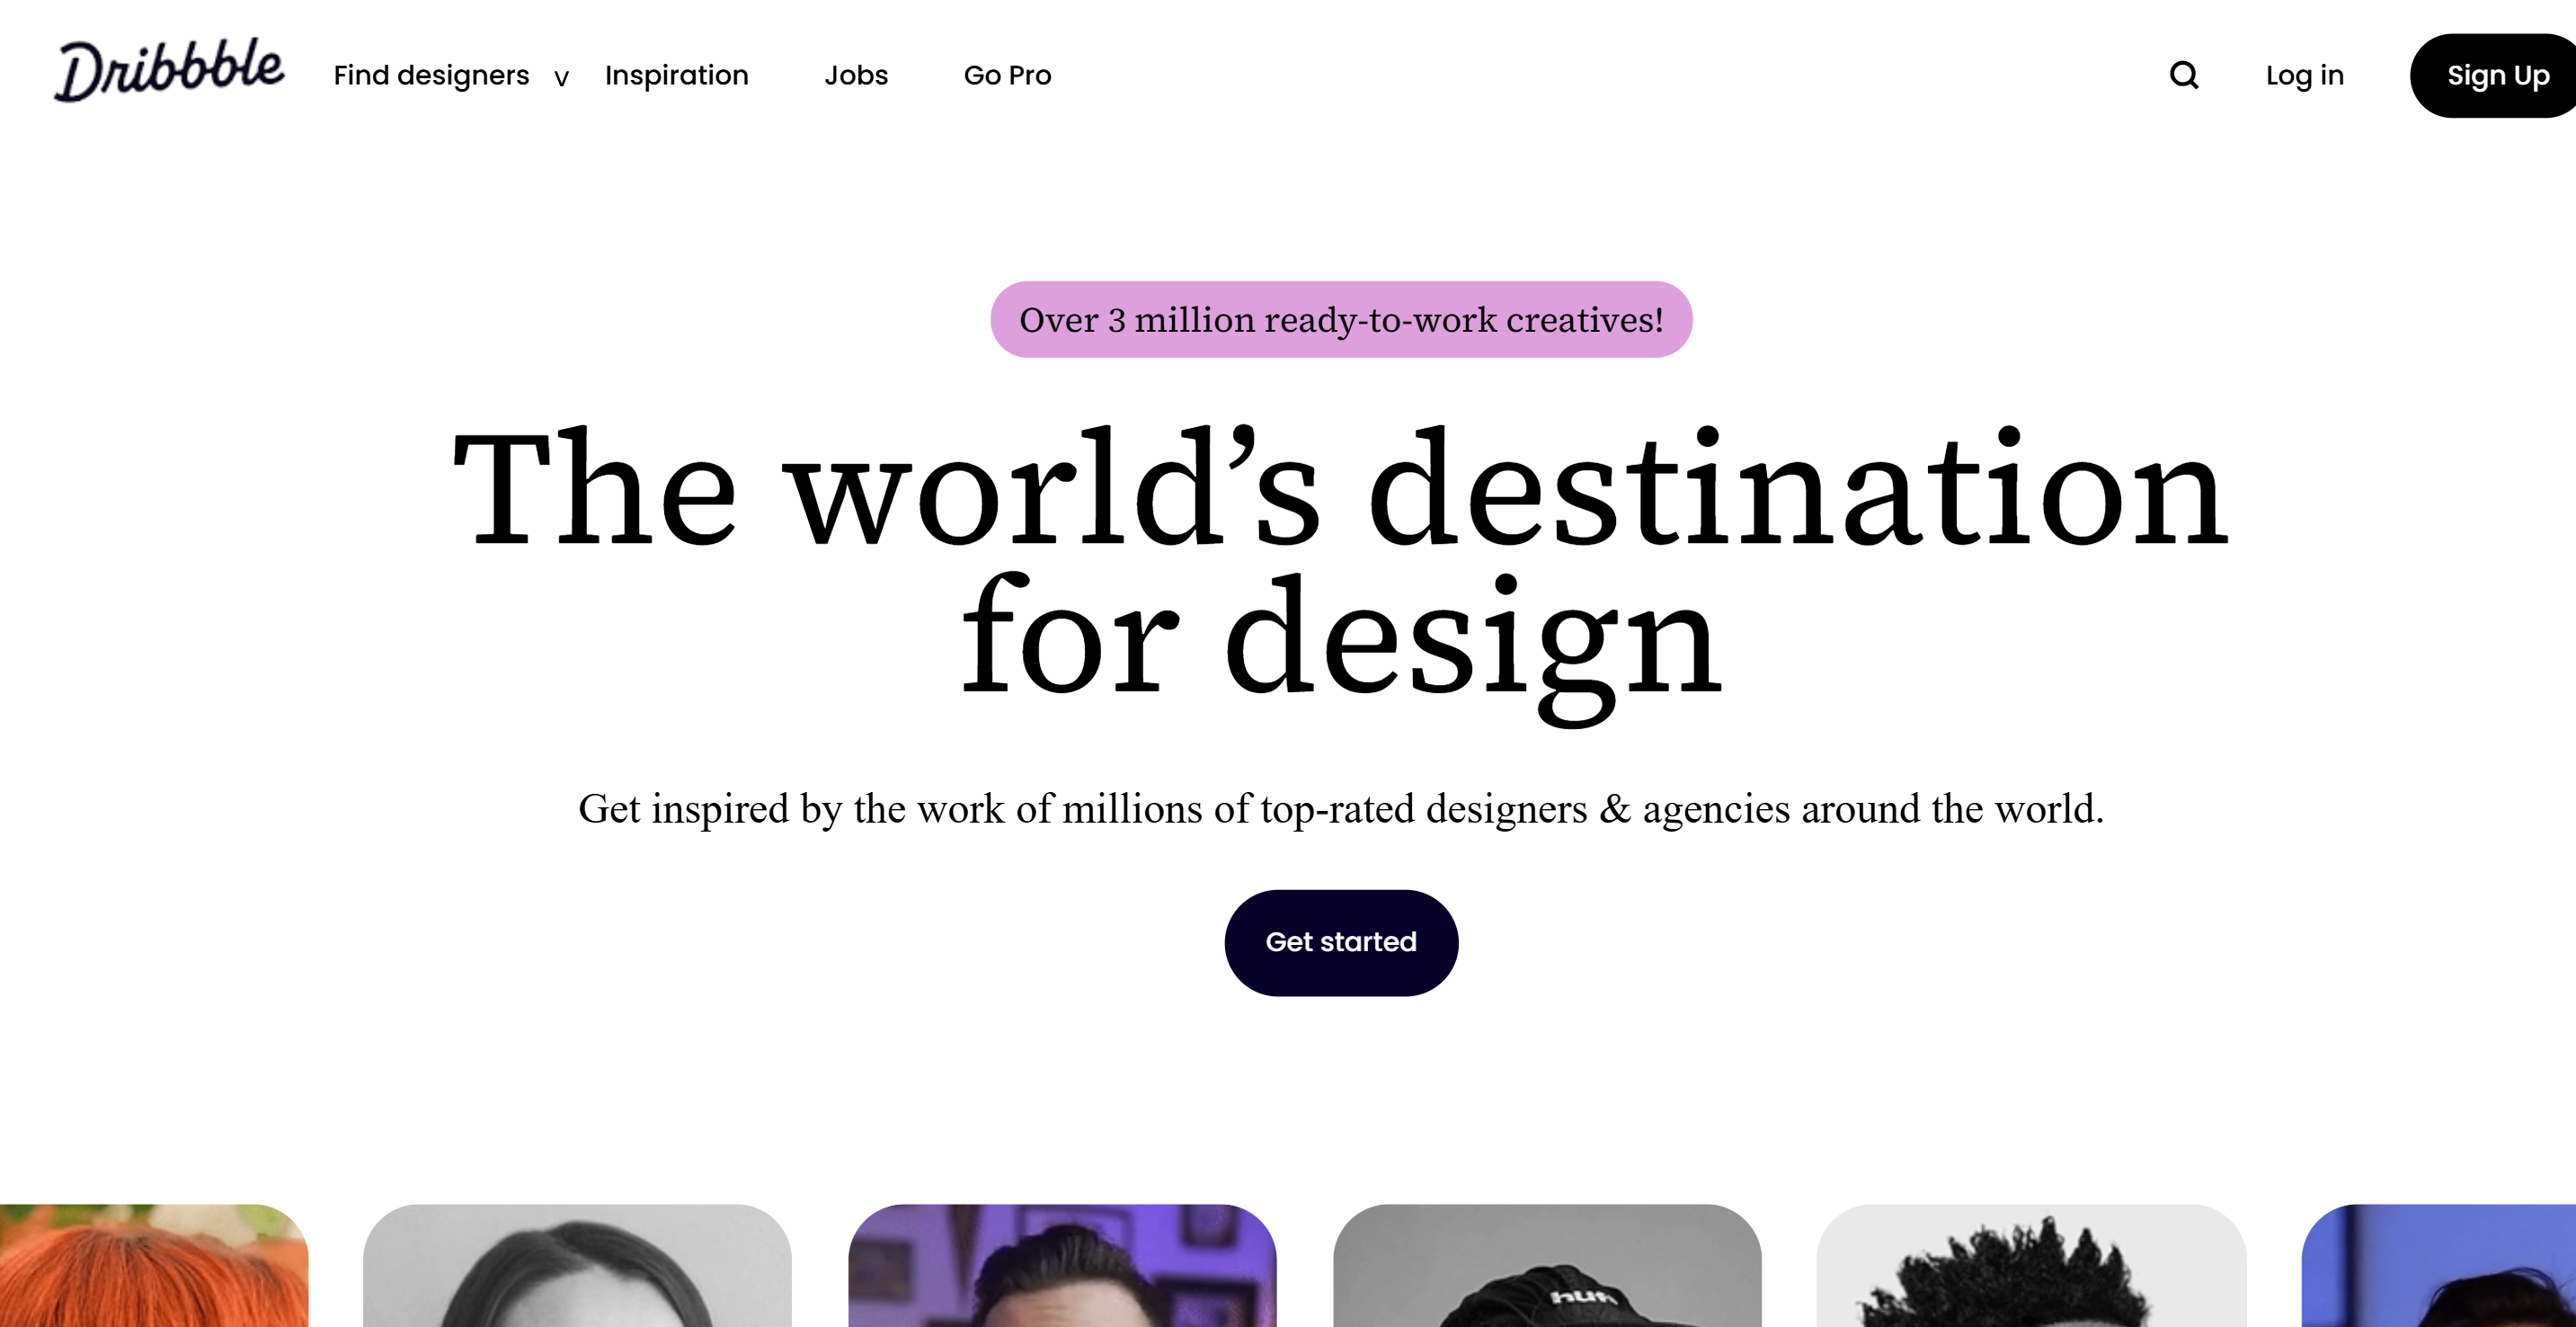 Dribbble Find designers v Inspiration Jobs Go Pro Log in Sign Up
Over 3 million ready-to-work creatives!
The world’s destination
for design
Get inspired by the work of millions of top-rated designers & agencies around the world.
Get started
huf